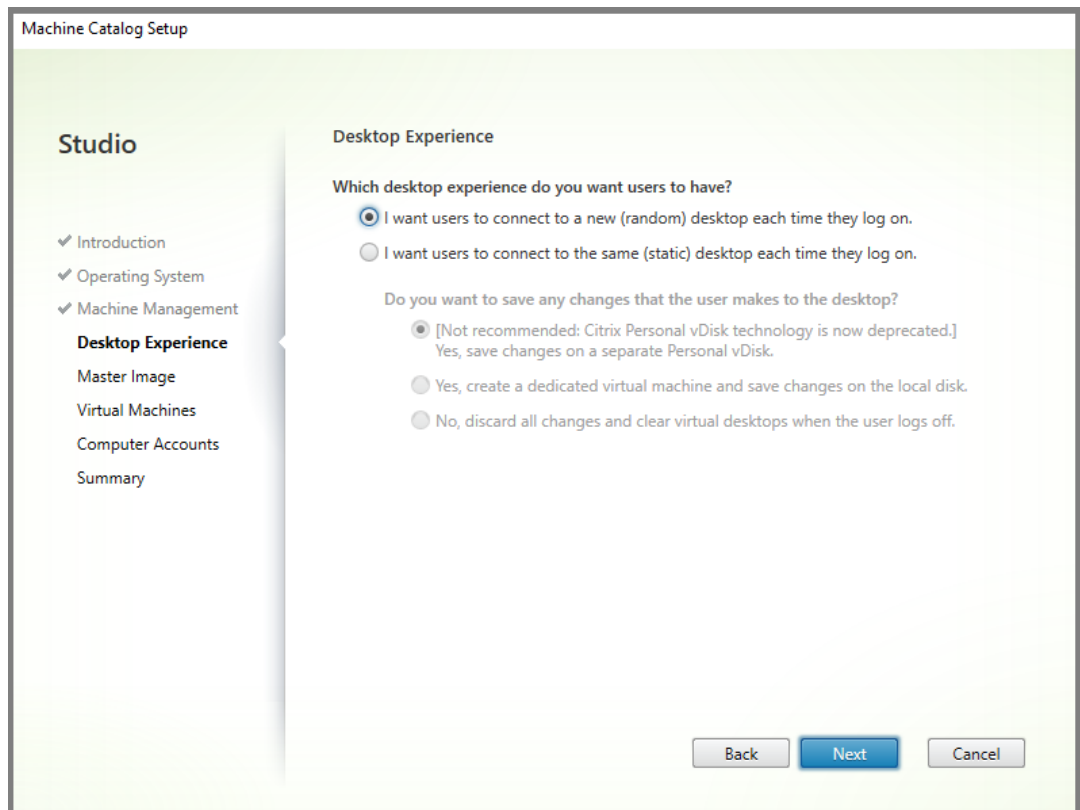 Machine Catalog Setup
Studio
Introduction
Operating System
Machine Management
Desktop Experience
Master Image
Virtual Machines
Computer Accounts
Summary
Desktop Experience
Which desktop experience do you want users to have?
I want users to connect to a new (random) desktop each time they log on.
I want users to connect to the same (static) desktop each time they log on.
Do you want to save any changes that the user makes to the desktop?
[Not recommended: Citrix Personal vDisk technology is now deprecated.]
Yes, save changes on a separate Personal vDisk.
Yes, create a dedicated virtual machine and save changes on the local disk.
No, discard all changes and clear virtual desktops when the user logs off.
Back
Next
Cancel